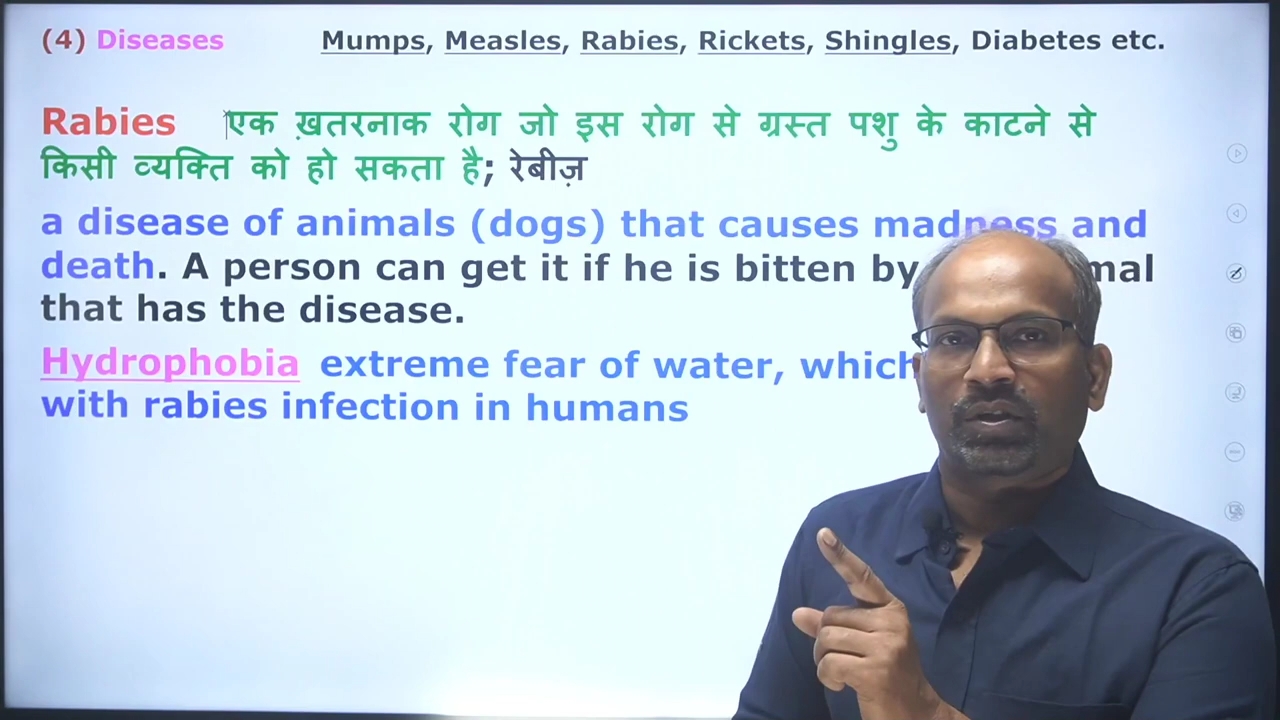 (4) Diseases Mumps, Measles, Rabies, Rickets, Shingles, Diabetes etc.
Rabies एक ख़तरनाक रोग जो इस रोग से ग्रस्त पशु के काटने से
किसी व्यक्ति को हो सकता है; रेबीज़
a disease of animals (dogs) that causes madness and
death. A person can get it if he is bitten by
that has the disease.
Hydrophobia extreme fear of water, which
with rabies infection in humans